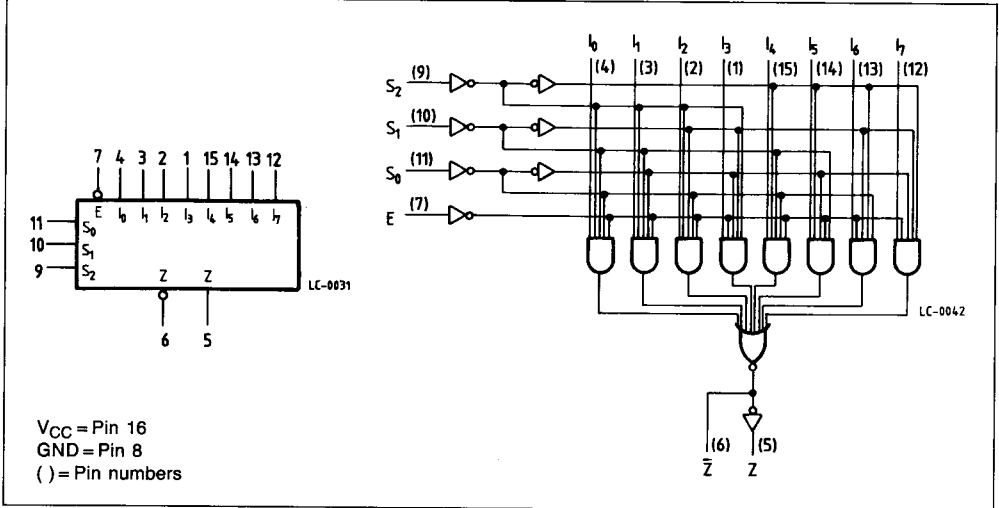 7 4 3 2 1 15 14 13 12
E I₀ I₁ I₂ I₃ I₄ I₅ I₆ I₇
11 S₀
10 S₁
9 S₂
Z Z
LC-0031
6 5
V_CC = Pin 16
GND = Pin 8
( ) = Pin numbers
I₀ I₁ I₂ I₃ I₄ I₅ I₆ I₇
(4) (3) (2) (1) (15) (14) (13) (12)
S₂ (9)
S₁ (10)
S₀ (11)
E (7)
LC-0042
(6) (5)
Z̄ Z